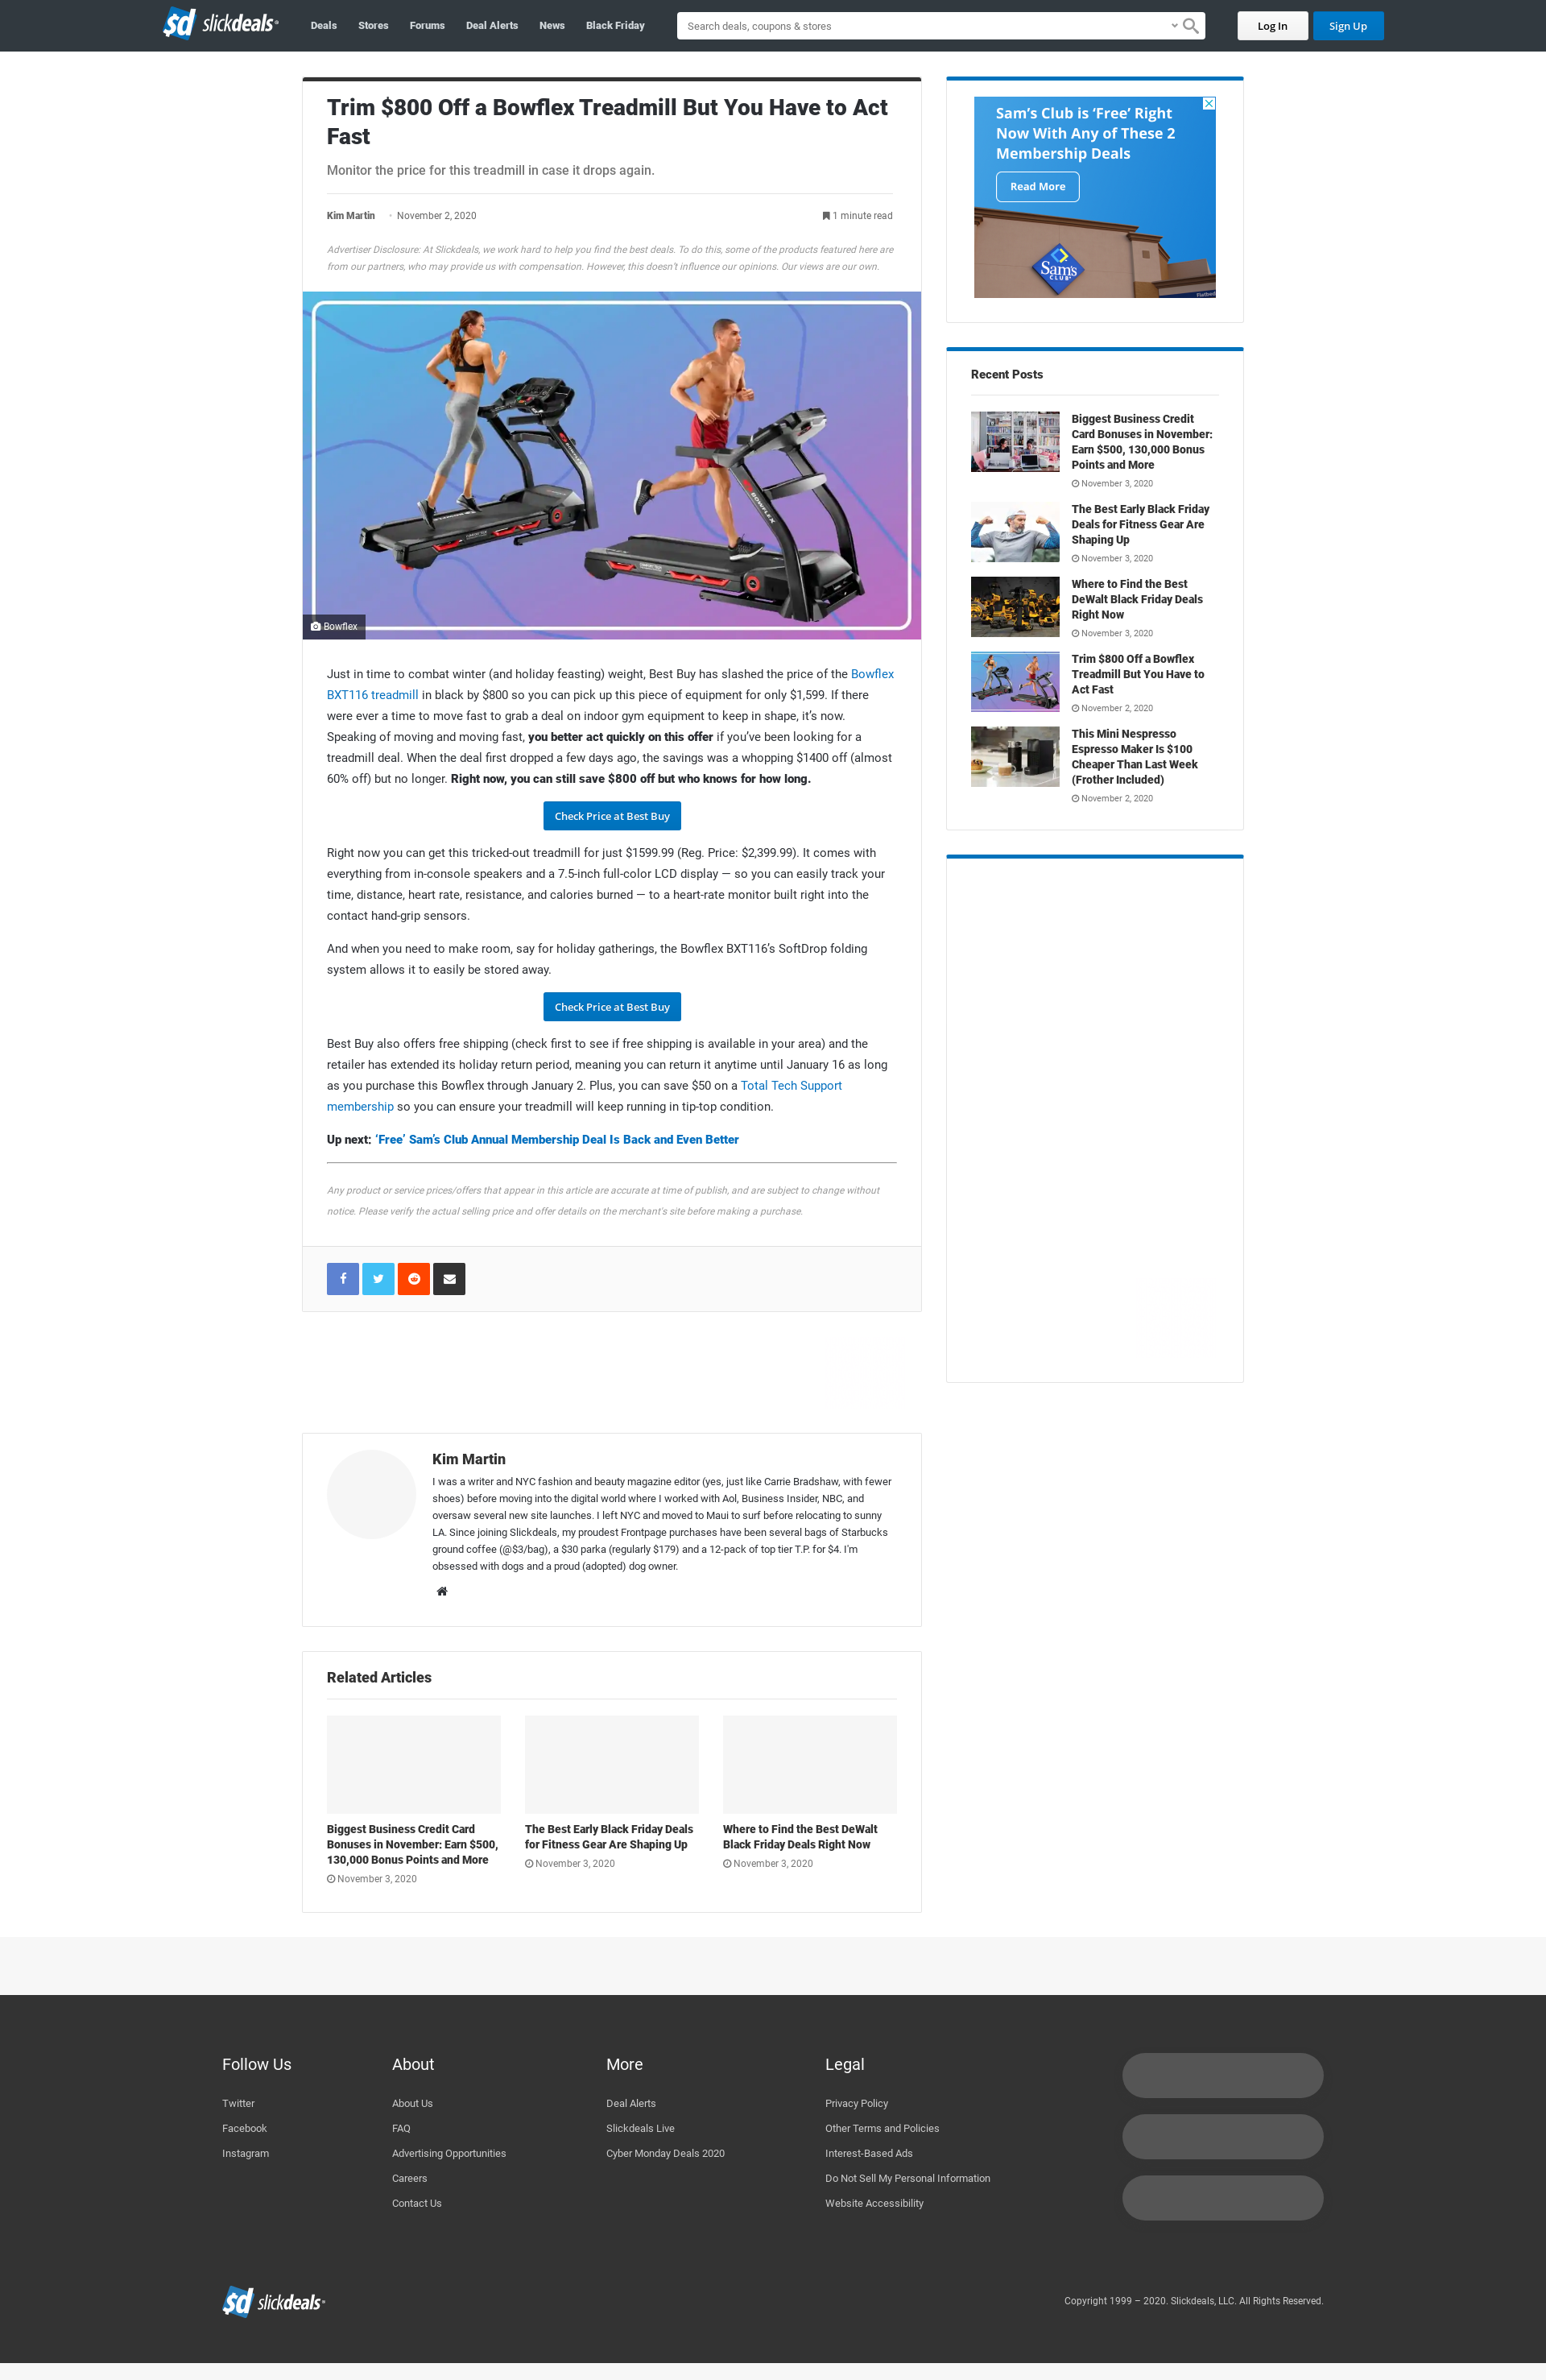 sd slickdeals
Deals
Stores
Forums
Deal Alerts
News
Black Friday
Search deals, coupons & stores
Log In
Sign Up
Trim $800 Off a Bowflex Treadmill But You Have to Act
Fast
Monitor the price for this treadmill in case it drops again.
Kim Martin
November 2, 2020
1 minute read
Advertiser Disclosure: At Slickdeals, we work hard to help you find the best deals. To do this, some of the products featured here are
from our partners, who may provide us with compensation. However, this doesn't influence our opinions. Our views are our own.
BOWFLEX
Bowflex
Just in time to combat winter (and holiday feasting) weight, Best Buy has slashed the price of the Bowflex
BXT116 treadmill in black by $800 so you can pick up this piece of equipment for only $1,599. If there
were ever a time to move fast to grab a deal on indoor gym equipment to keep in shape, it’s now.
Speaking of moving and moving fast, you better act quickly on this offer if you’ve been looking for a
treadmill deal. When the deal first dropped a few days ago, the savings was a whopping $1400 off (almost
60% off) but no longer. Right now, you can still save $800 off but who knows for how long.
Check Price at Best Buy
Right now you can get this tricked-out treadmill for just $1599.99 (Reg. Price: $2,399.99). It comes with
everything from in-console speakers and a 7.5-inch full-color LCD display — so you can easily track your
time, distance, heart rate, resistance, and calories burned — to a heart-rate monitor built right into the
contact hand-grip sensors.
And when you need to make room, say for holiday gatherings, the Bowflex BXT116’s SoftDrop folding
system allows it to easily be stored away.
Check Price at Best Buy
Best Buy also offers free shipping (check first to see if free shipping is available in your area) and the
retailer has extended its holiday return period, meaning you can return it anytime until January 16 as long
as you purchase this Bowflex through January 2. Plus, you can save $50 on a Total Tech Support
membership so you can ensure your treadmill will keep running in tip-top condition.
Up next: ‘Free’ Sam’s Club Annual Membership Deal Is Back and Even Better
Any product or service prices/offers that appear in this article are accurate at time of publish, and are subject to change without
notice. Please verify the actual selling price and offer details on the merchant's site before making a purchase.
Kim Martin
I was a writer and NYC fashion and beauty magazine editor (yes, just like Carrie Bradshaw, with fewer
shoes) before moving into the digital world where I worked with Aol, Business Insider, NBC, and
oversaw several new site launches. I left NYC and moved to Maui to surf before relocating to sunny
LA. Since joining Slickdeals, my proudest Frontpage purchases have been several bags of Starbucks
ground coffee (@$3/bag), a $30 parka (regularly $179) and a 12-pack of top tier T.P. for $4. I'm
obsessed with dogs and a proud (adopted) dog owner.
Related Articles
Biggest Business Credit Card
Bonuses in November: Earn $500,
130,000 Bonus Points and More
November 3, 2020
The Best Early Black Friday Deals
for Fitness Gear Are Shaping Up
November 3, 2020
Where to Find the Best DeWalt
Black Friday Deals Right Now
November 3, 2020
Sam’s Club is ‘Free’ Right
Now With Any of These 2
Membership Deals
Read More
Sam's
CLUB
Recent Posts
Biggest Business Credit
Card Bonuses in November:
Earn $500, 130,000 Bonus
Points and More
November 3, 2020
The Best Early Black Friday
Deals for Fitness Gear Are
Shaping Up
November 3, 2020
Where to Find the Best
DeWalt Black Friday Deals
Right Now
November 3, 2020
Trim $800 Off a Bowflex
Treadmill But You Have to
Act Fast
November 2, 2020
This Mini Nespresso
Espresso Maker Is $100
Cheaper Than Last Week
(Frother Included)
November 2, 2020
Follow Us
Twitter
Facebook
Instagram
About
About Us
FAQ
Advertising Opportunities
Careers
Contact Us
More
Deal Alerts
Slickdeals Live
Cyber Monday Deals 2020
Legal
Privacy Policy
Other Terms and Policies
Interest-Based Ads
Do Not Sell My Personal Information
Website Accessibility
sd slickdeals
Copyright 1999 – 2020. Slickdeals, LLC. All Rights Reserved.